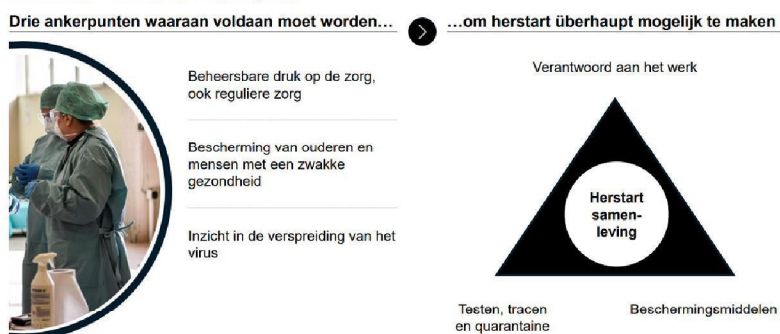 Drie ankerpunten waaraan voldaan moet worden…
Beheersbare druk op de zorg,
ook reguliere zorg
Bescherming van ouderen en
mensen met een zwakke
gezondheid
Inzicht in de verspreiding van het
virus
…om herstart überhaupt mogelijk te maken
Verantwoord aan het werk
Herstart
samen-
leving
Testen, tracen
en quarantaine
Beschermingsmiddelen